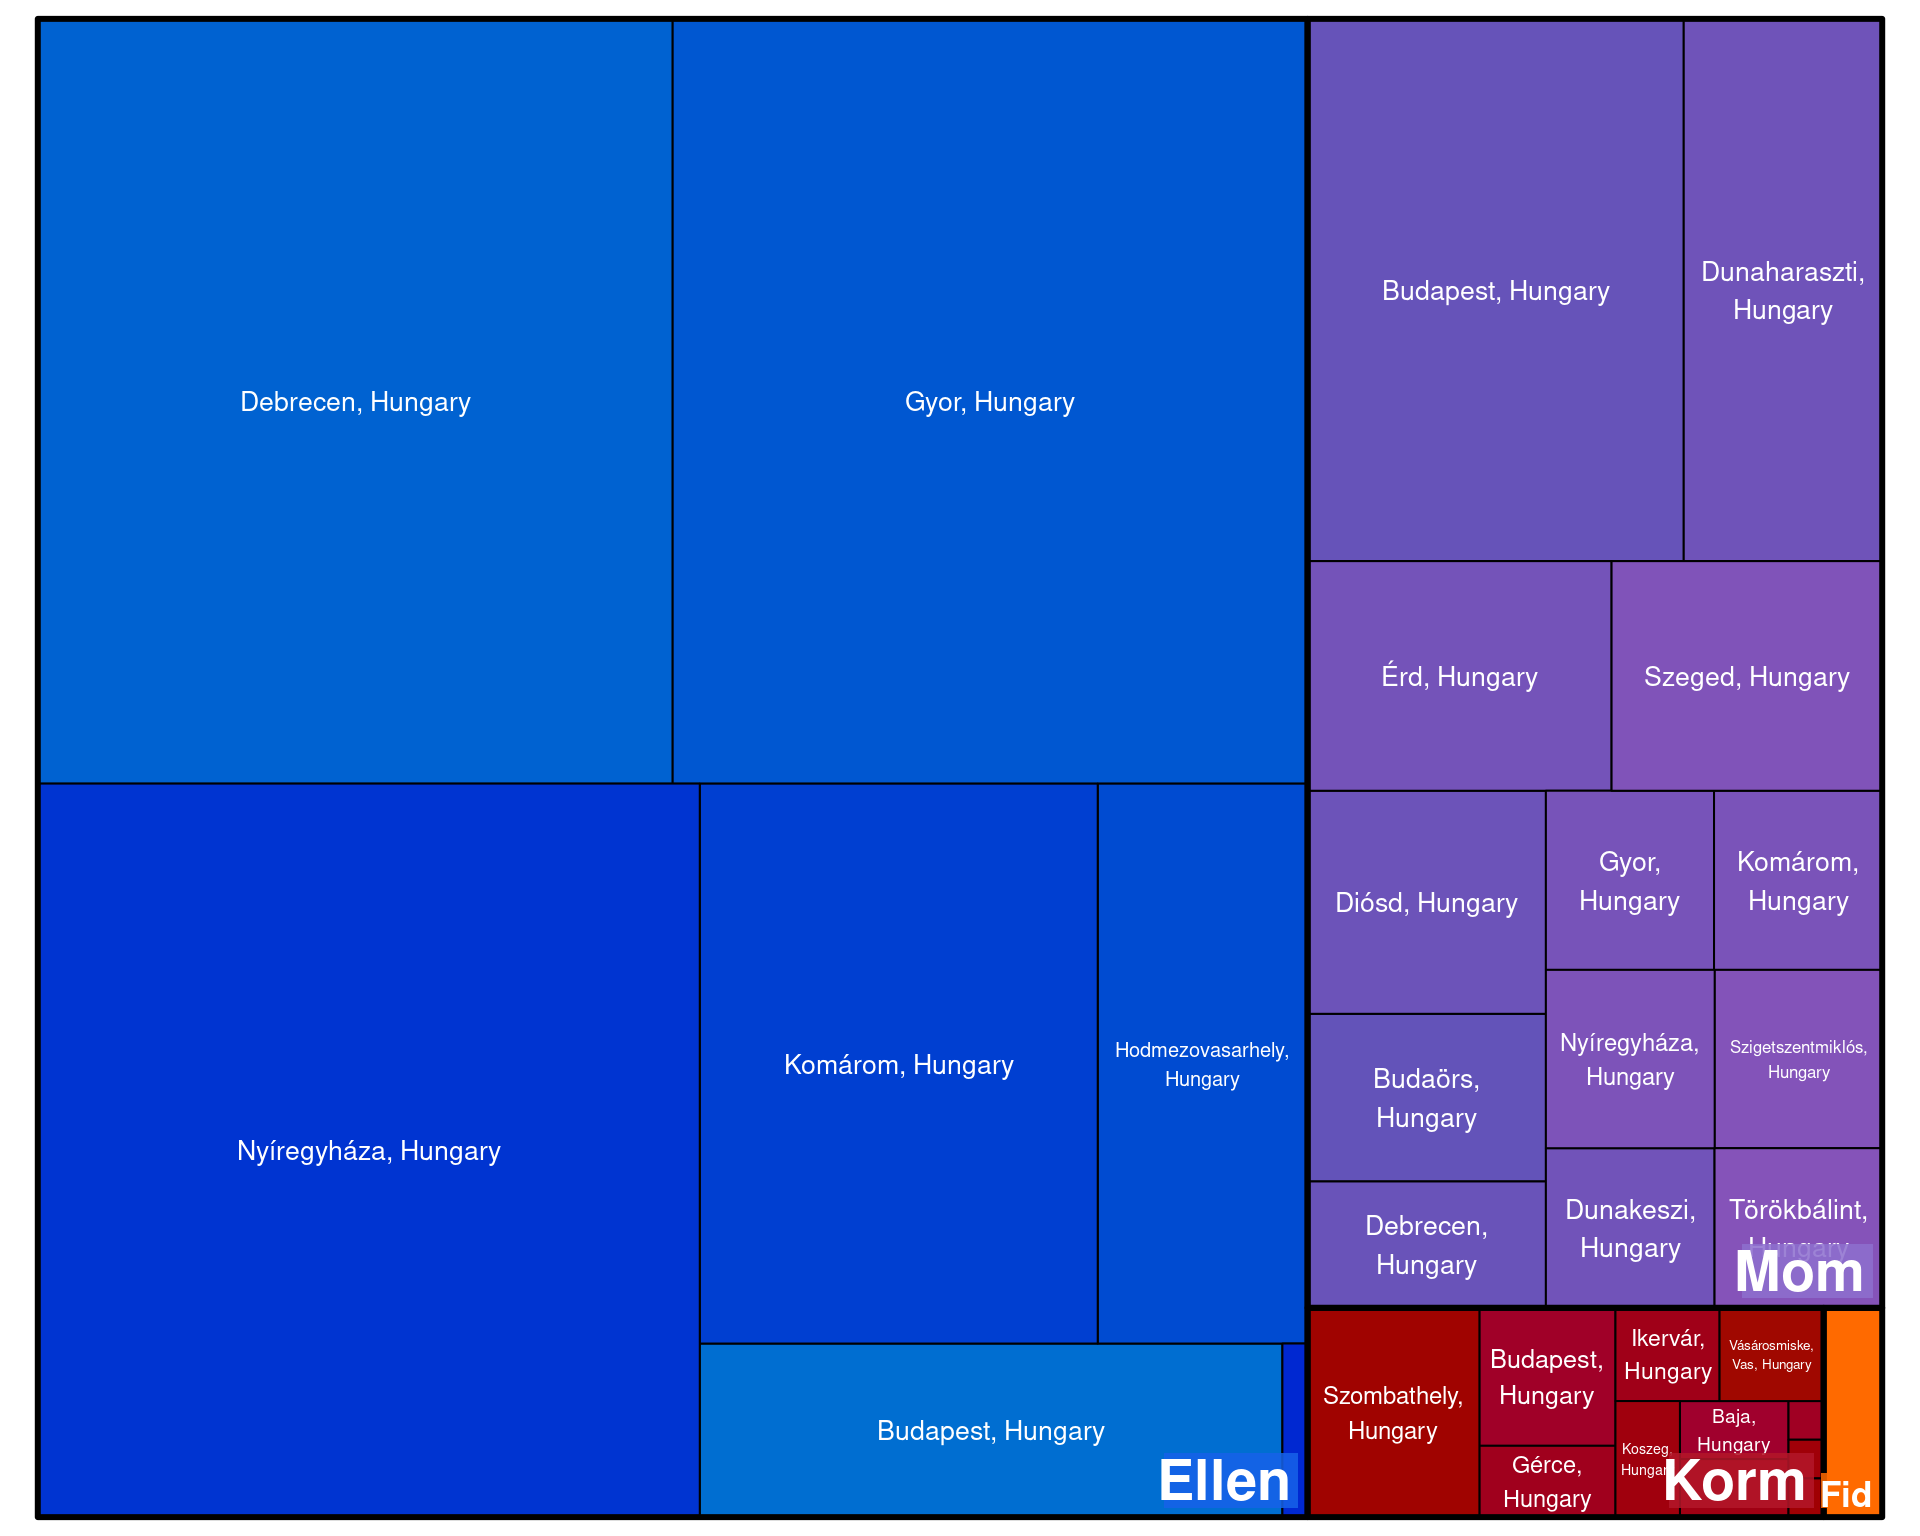 Debrecen, Hungary
Gyor, Hungary
Nyíregyháza, Hungary
Komárom, Hungary
Hodmezovasarhely,
Hungary
Budapest, Hungary
Ellen
Budapest, Hungary
Dunaharaszti,
Hungary
Érd, Hungary
Szeged, Hungary
Diósd, Hungary
Gyor,
Hungary
Komárom,
Hungary
Budaörs,
Hungary
Nyíregyháza,
Hungary
Szigetszentmiklós,
Hungary
Debrecen,
Hungary
Dunakeszi,
Hungary
Törökbálint,
Hungary
Mom
Szombathely,
Hungary
Budapest,
Hungary
Gérce,
Hungary
Ikervár,
Hungary
Vásárosmiske,
Vas, Hungary
Koszeg,
Hungary
Baja,
Hungary
Korm
Fid